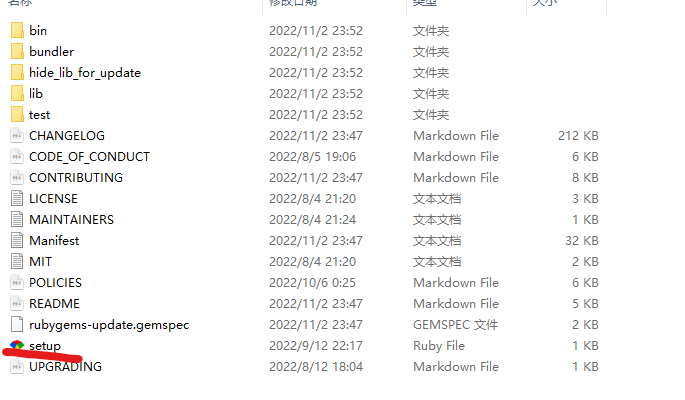 名称 修改日期 类型 大小
bin 2022/11/2 23:52 文件夹
bundler 2022/11/2 23:52 文件夹
hide_lib_for_update 2022/11/2 23:52 文件夹
lib 2022/11/2 23:52 文件夹
test 2022/11/2 23:52 文件夹
CHANGELOG 2022/11/2 23:47 Markdown File 212 KB
CODE_OF_CONDUCT 2022/8/5 19:06 Markdown File 6 KB
CONTRIBUTING 2022/11/2 23:47 Markdown File 8 KB
LICENSE 2022/8/4 21:20 文本文档 3 KB
MAINTAINERS 2022/8/4 21:24 文本文档 1 KB
Manifest 2022/11/2 23:47 文本文档 32 KB
MIT 2022/8/4 21:20 文本文档 2 KB
POLICIES 2022/10/6 0:25 Markdown File 6 KB
README 2022/11/2 23:47 Markdown File 5 KB
rubygems-update.gemspec 2022/11/2 23:47 GEMSPEC 文件 2 KB
setup 2022/9/12 22:17 Ruby File 1 KB
UPGRADING 2022/8/12 18:04 Markdown File 1 KB